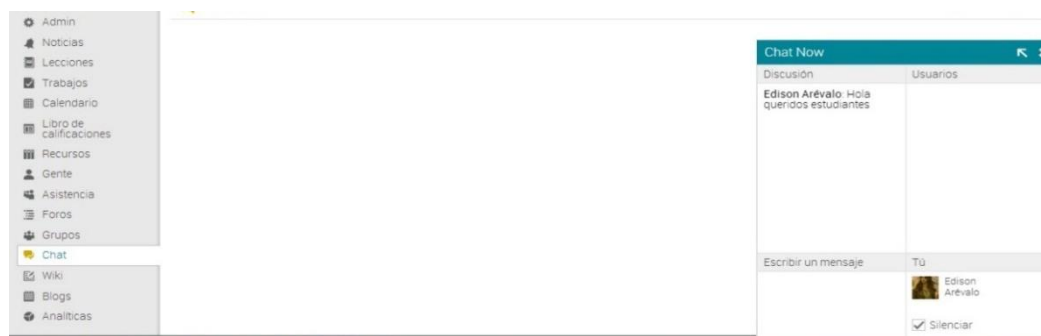 Admin
Noticias
Lecciones
Trabajos
Calendario
Libro de
calificaciones
Recursos
Gente
Asistencia
Foros
Grupos
Chat
Wiki
Blogs
Analíticas
Chat Now
Discusión
Usuarios
Edison Arévalo: Hola
queridos estudiantes
Escribir un mensaje
Tú
Edison
Arévalo
Silenciar